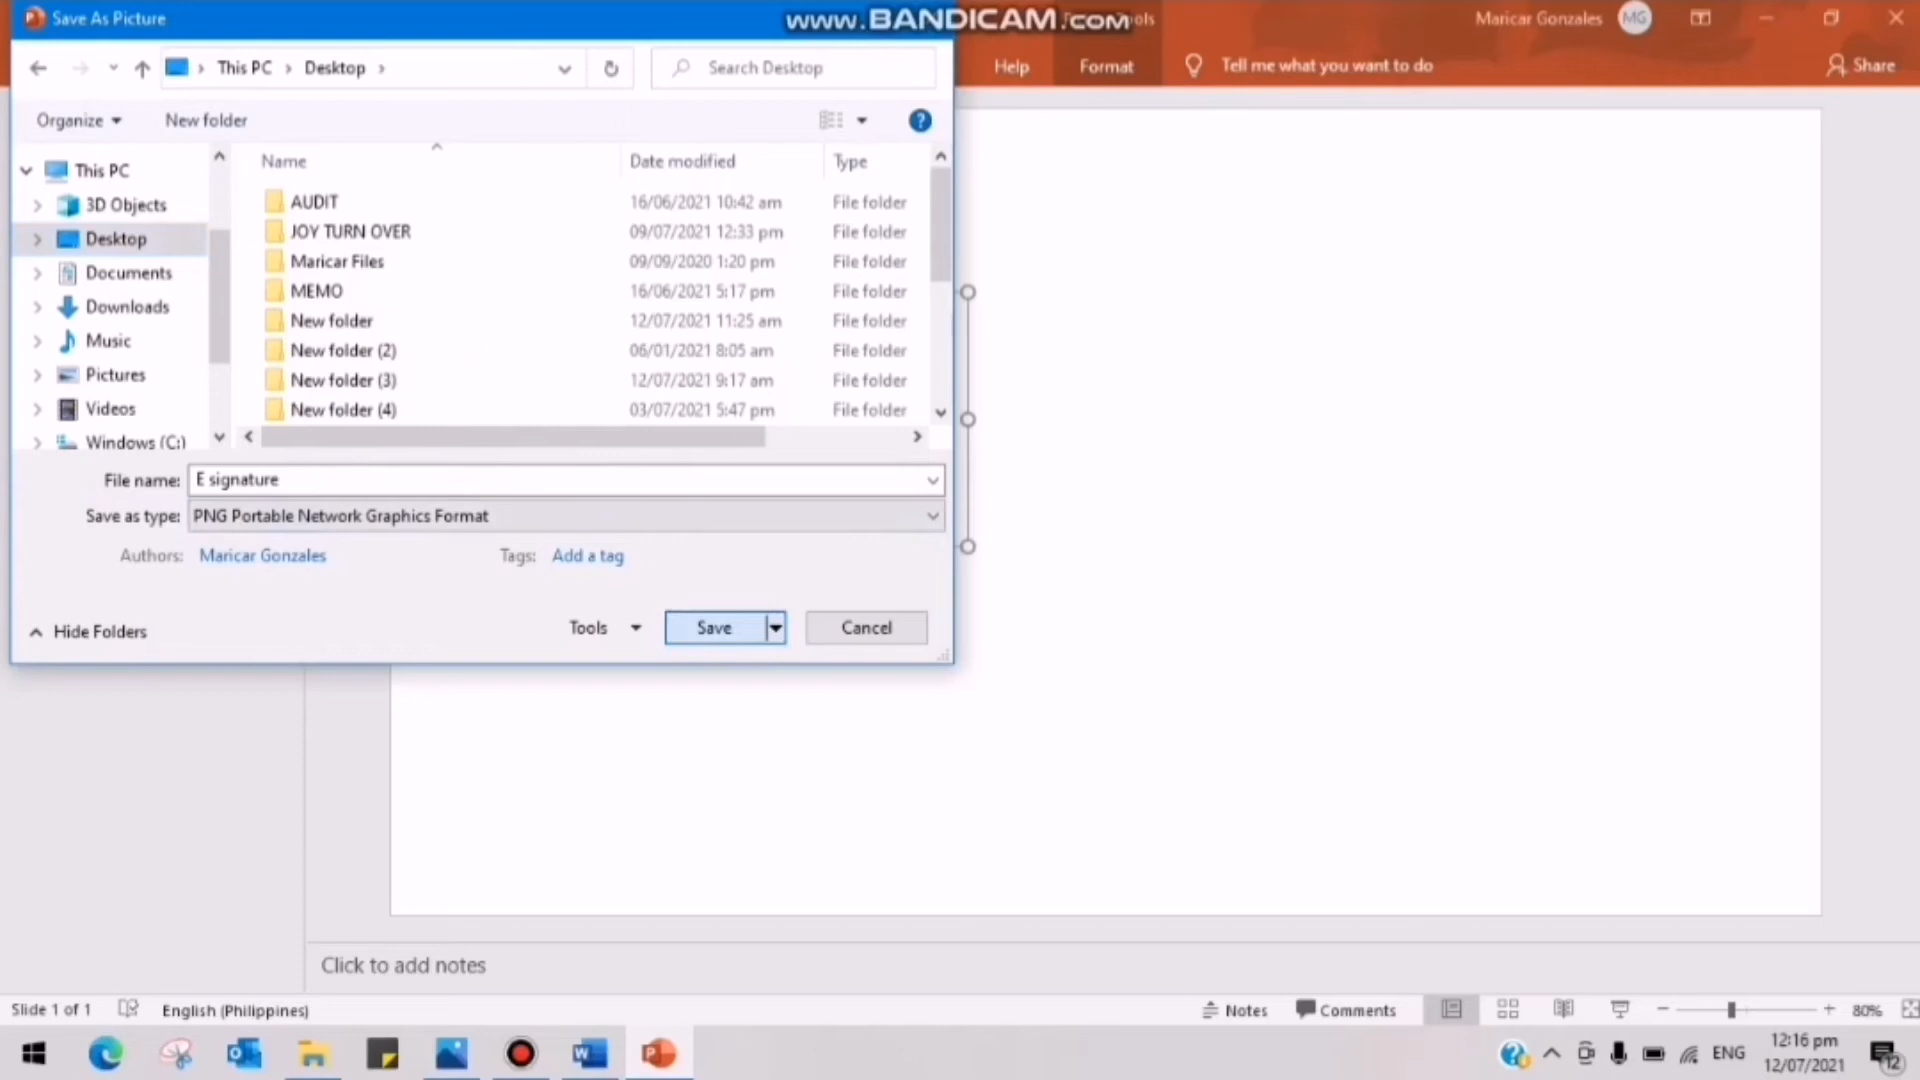 Save As Picture
www.BANDICAM.com
Maricar Gonzales MG
This PC Desktop
Search Desktop
Help Format Tell me what you want to do Share
Organize New folder
Name Date modified Type
This PC
3D Objects
Desktop
Documents
Downloads
Music
Pictures
Videos
Windows (C:)
AUDIT 16/06/2021 10:42 am File folder
JOY TURN OVER 09/07/2021 12:33 pm File folder
Maricar Files 09/09/2020 1:20 pm File folder
MEMO 16/06/2021 5:17 pm File folder
New folder 12/07/2021 11:25 am File folder
New folder (2) 06/01/2021 8:05 am File folder
New folder (3) 12/07/2021 9:17 am File folder
New folder (4) 03/07/2021 5:47 pm File folder
File name: E signature
Save as type: PNG Portable Network Graphics Format
Authors: Maricar Gonzales Tags: Add a tag
Hide Folders Tools Save Cancel
Click to add notes
Slide 1 of 1 English (Philippines) Notes Comments 80%
ENG
12:16 pm
12/07/2021
12